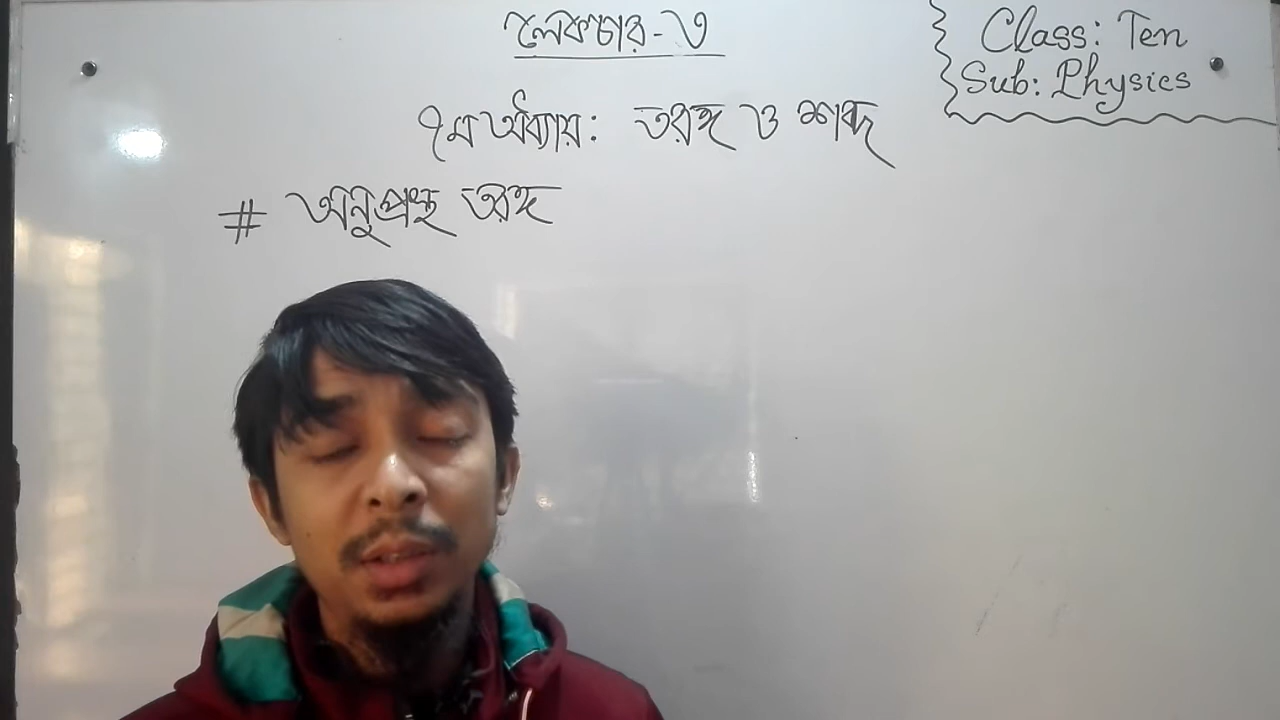 লেকচার - ৩
Class: Ten
Sub: Physics
৭ম অধ্যায়: তরঙ্গ ও শব্দ
# অনুপ্রস্থ তরঙ্গ